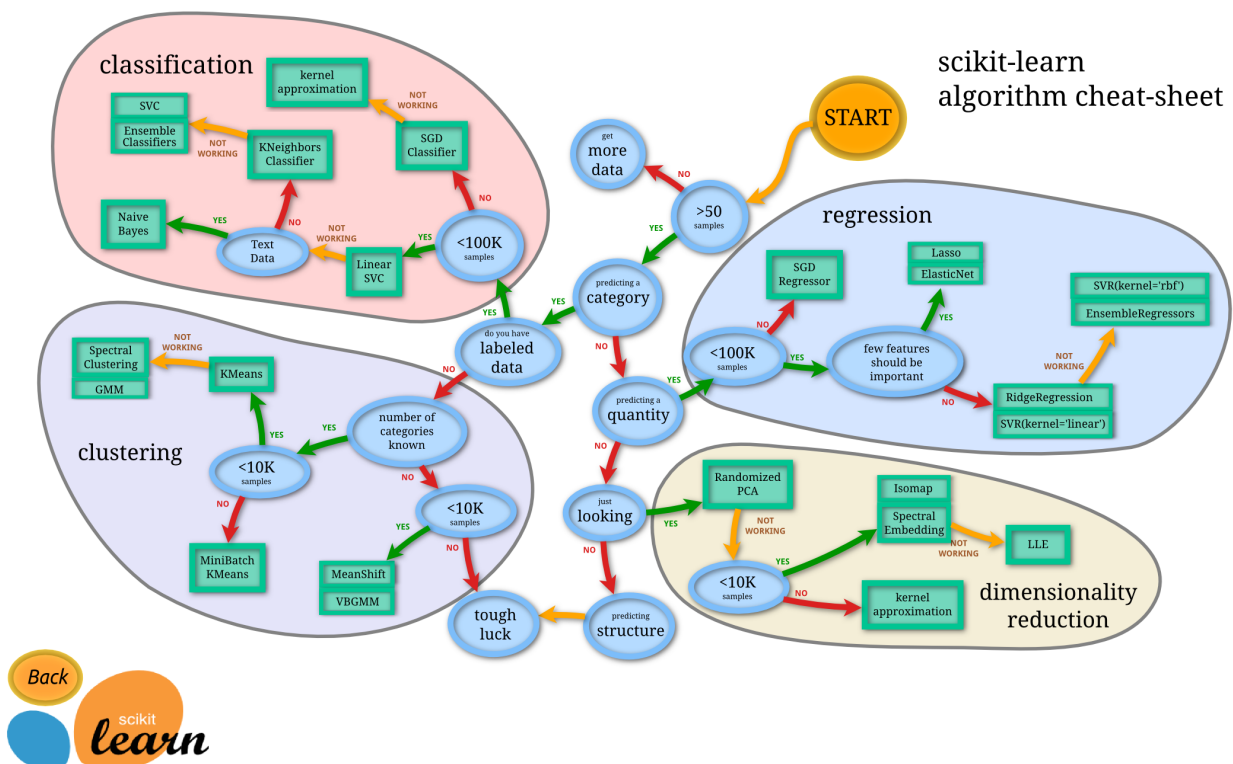 scikit-learn
algorithm cheat-sheet
START
get
more
data
NO
>50
samples
YES
predicting a
category
YES
NO
do you have
labeled
data
YES
NO
predicting a
quantity
YES
NO
just
looking
YES
NO
predicting
structure
tough
luck
classification
kernel
approximation
NOT
WORKING
SGD
Classifier
NO
<100K
samples
YES
Linear
SVC
NOT
WORKING
Text
Data
YES
Naive
Bayes
NO
KNeighbors
Classifier
NOT
WORKING
SVC
Ensemble
Classifiers
regression
<100K
samples
NO
SGD
Regressor
YES
few features
should be
important
YES
Lasso
ElasticNet
NO
RidgeRegression
SVR(kernel='linear')
NOT
WORKING
SVR(kernel='rbf')
EnsembleRegressors
clustering
number of
categories
known
YES
<10K
samples
YES
KMeans
NOT
WORKING
Spectral
Clustering
GMM
NO
MiniBatch
KMeans
NO
<10K
samples
YES
MeanShift
VBGMM
NO
dimensionality
reduction
Randomized
PCA
NOT
WORKING
<10K
samples
YES
Isomap
Spectral
Embedding
NOT
WORKING
LLE
NO
kernel
approximation
Back
scikit
learn